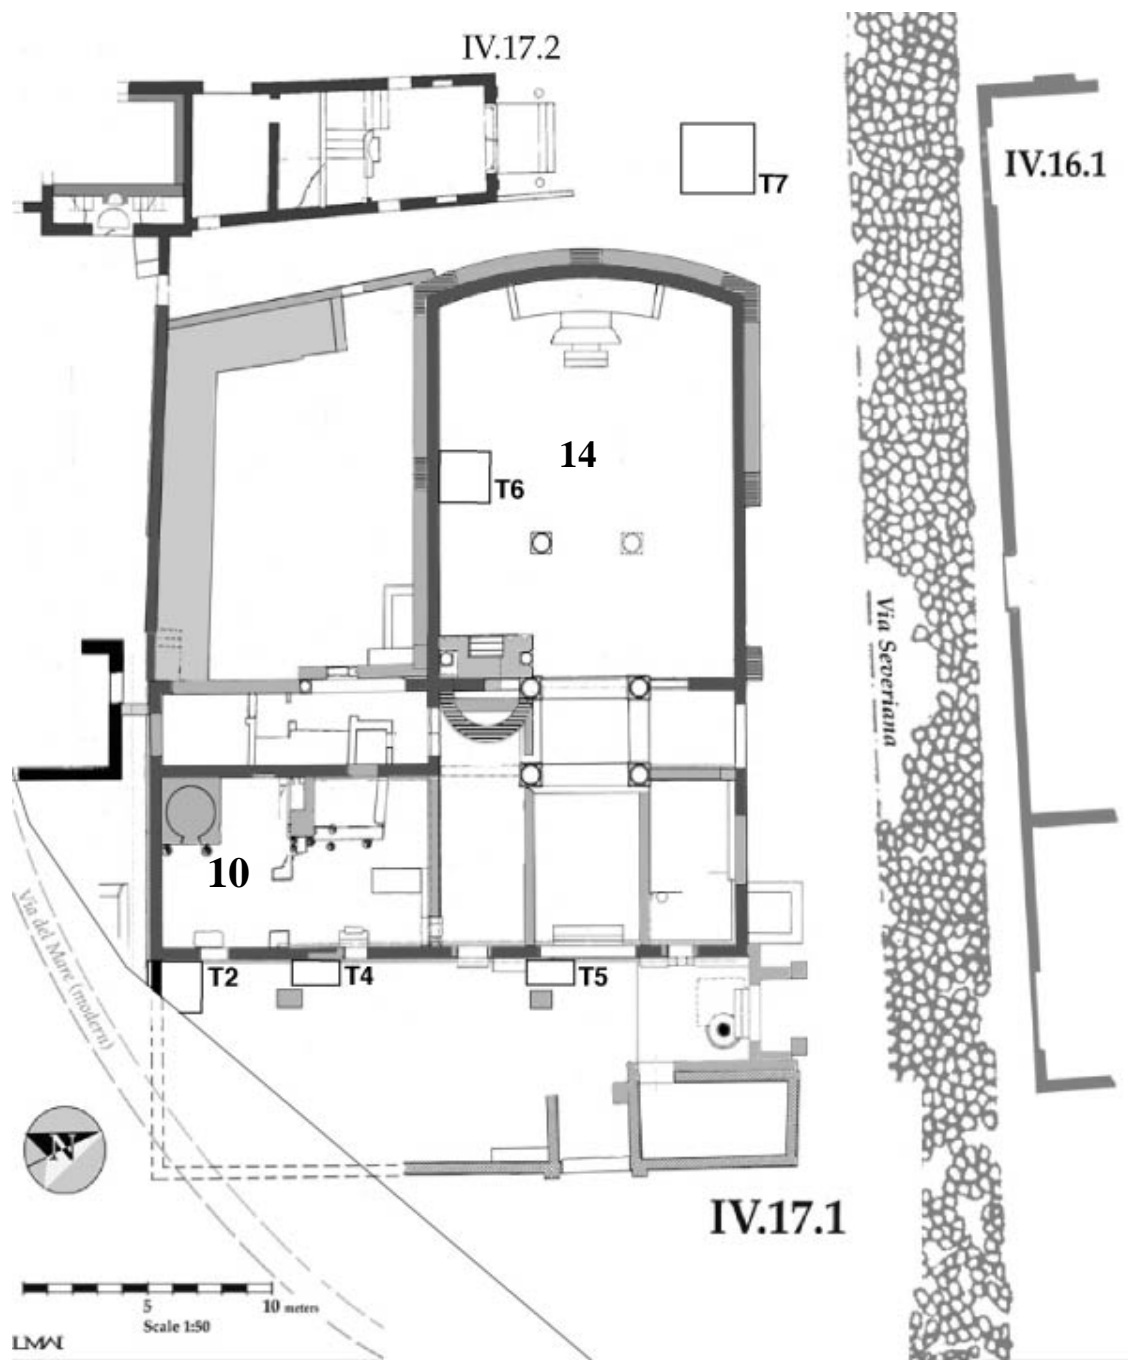 IV.17.2
T7
IV.16.1
14
T6
Via Severiana
10
Via del Mare (modern)
T2
T4
T5
N
IV.17.1
5
10 meters
Scale 1:50
LMW